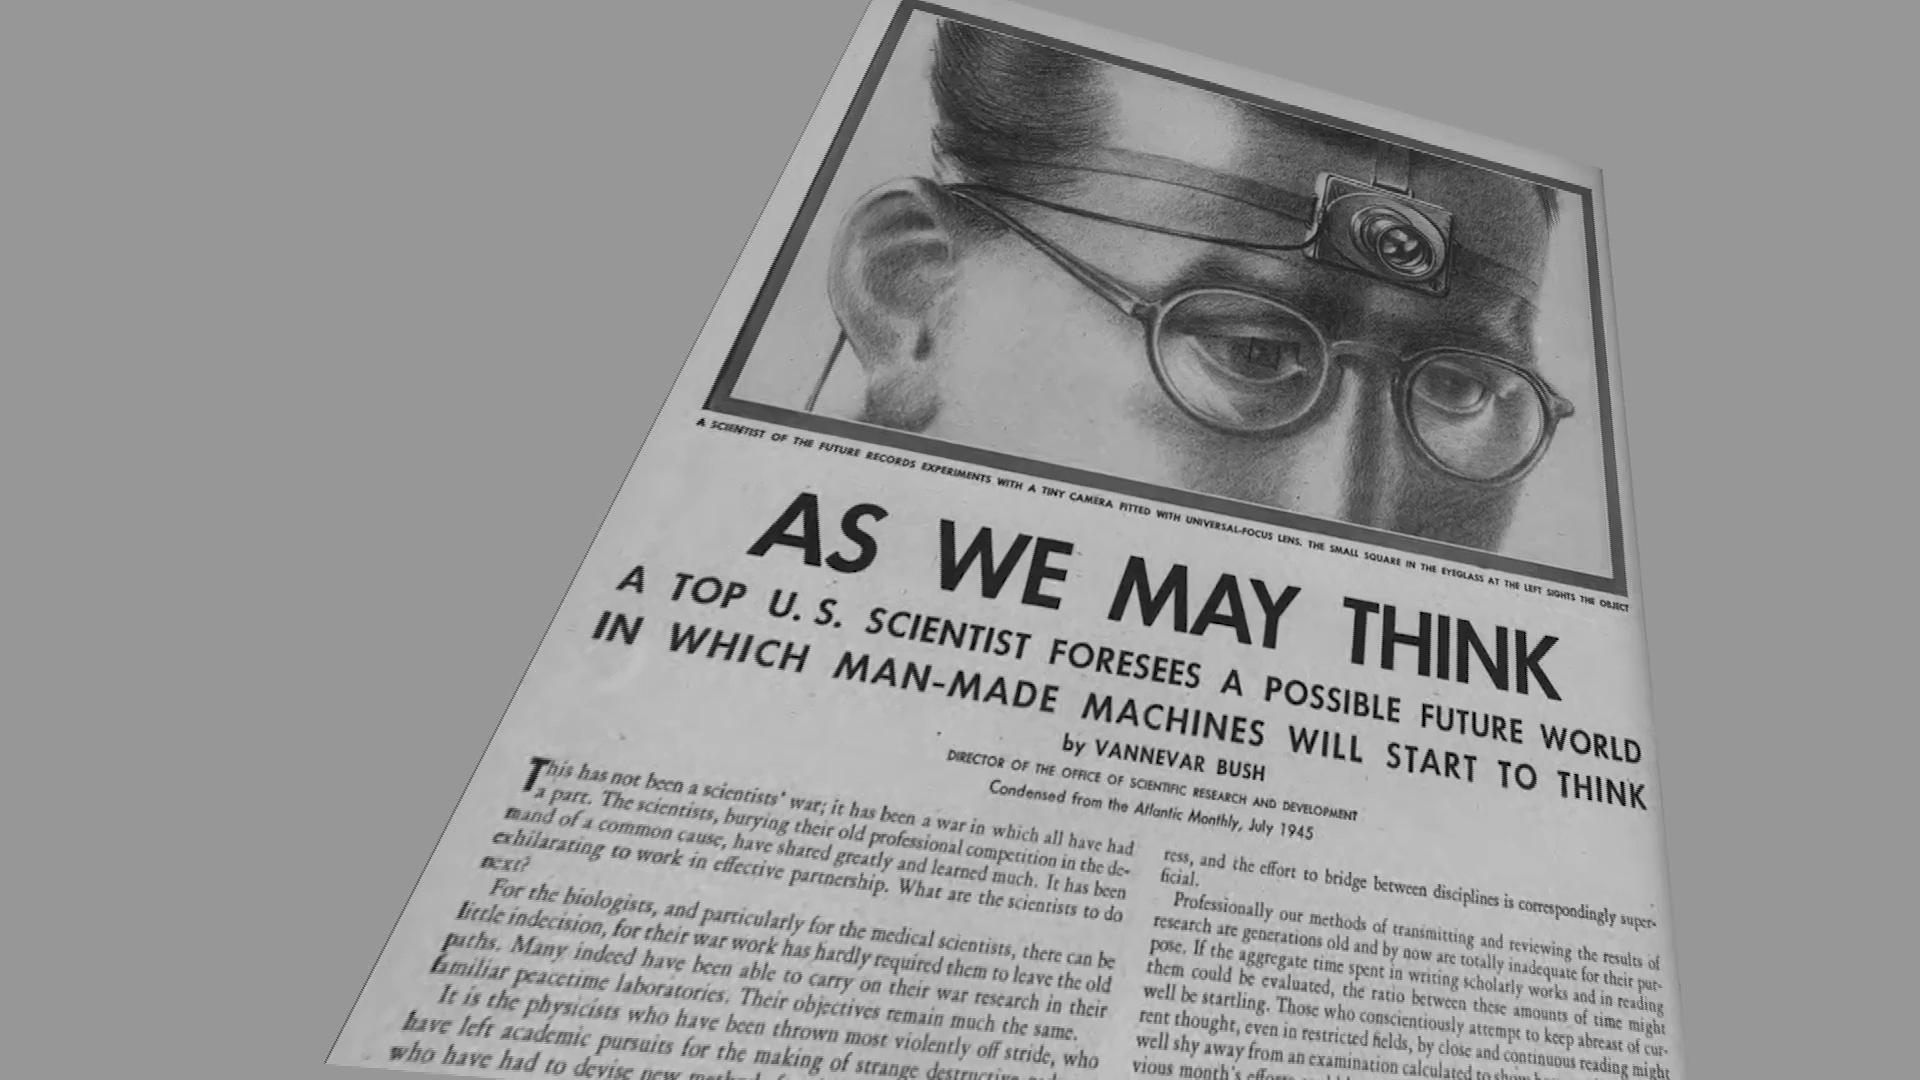 A SCIENTIST OF THE FUTURE RECORDS EXPERIMENTS WITH A TINY CAMERA FITTED WITH UNIVERSAL-FOCUS LENS. THE SMALL SQUARE IN THE EYEGLASS AT THE LEFT SIGHTS THE OBJECT
AS WE MAY THINK
A TOP U. S. SCIENTIST FORESEES A POSSIBLE FUTURE WORLD
IN WHICH MAN-MADE MACHINES WILL START TO THINK
by VANNEVAR BUSH
DIRECTOR OF THE OFFICE OF SCIENTIFIC RESEARCH AND DEVELOPMENT
Condensed from the Atlantic Monthly, July 1945
This has not been a scientists' war; it has been a war in which all have had
a part. The scientists, burying their old professional competition in the de-
mand of a common cause, have shared greatly and learned much. It has been
exhilarating to work in effective partnership. What are the scientists to do
next?
For the biologists, and particularly for the medical scientists, there can be
little indecision, for their war work has hardly required them to leave the old
paths. Many indeed have been able to carry on their war research in their
familiar peacetime laboratories. Their objectives remain much the same.
It is the physicists who have been thrown most violently off stride, who
have left academic pursuits for the making of strange destructive
who have had to devise new
ress, and the effort to bridge between disciplines is correspondingly super-
ficial.
Professionally our methods of transmitting and reviewing the results of
research are generations old and by now are totally inadequate for their pur-
pose. If the aggregate time spent in writing scholarly works and in reading
them could be evaluated, the ratio between these amounts of time might
well be startling. Those who conscientiously attempt to keep abreast of cur-
rent thought, even in restricted fields, by close and continuous reading might
well shy away from an examination calculated to show
vious month's efforts